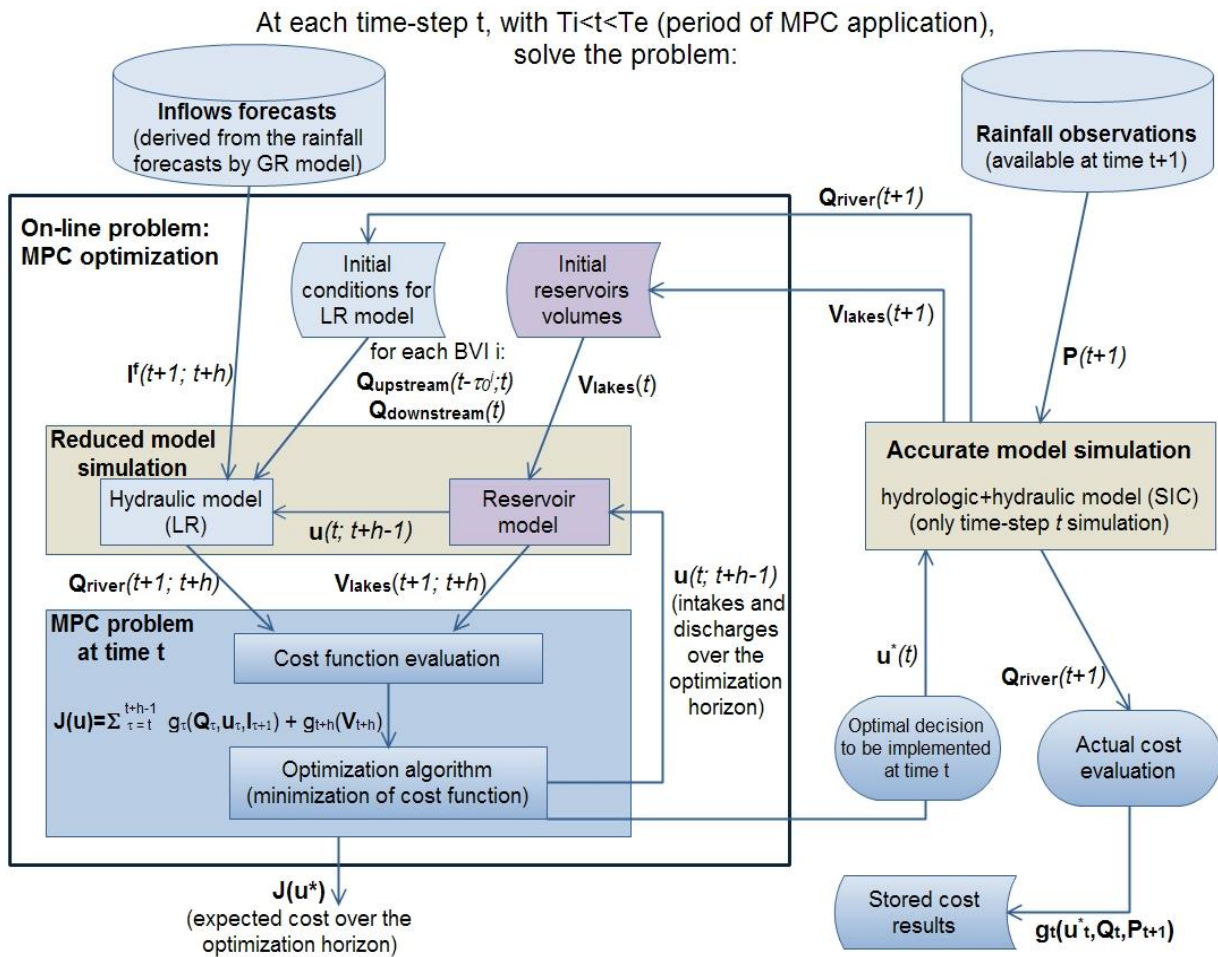 At each time-step t, with Ti<t<Te (period of MPC application),
solve the problem:
Inflows forecasts
(derived from the rainfall
forecasts by GR model)
Rainfall observations
(available at time t+1)
On-line problem:
MPC optimization
Qriver(t+1)
Initial
conditions for
LR model
Initial
reservoirs
volumes
Vlakes(t+1)
P(t+1)
for each BVI i:
Qupstream(t-τ0ⁱ;t)
Qdownstream(t)
Iᶠ(t+1; t+h)
Vlakes(t)
Reduced model
simulation
Hydraulic model
(LR)
u(t; t+h-1)
Reservoir
model
Accurate model simulation
hydrologic+hydraulic model (SIC)
(only time-step t simulation)
Qriver(t+1; t+h)
Vlakes(t+1; t+h)
u(t; t+h-1)
(intakes and
discharges
over the
optimization
horizon)
MPC problem
at time t
Cost function evaluation
J(u)=Σ τ = t t+h-1 gτ(Qτ,uτ,Iτ+1) + gt+h(Vt+h)
Optimization algorithm
(minimization of cost function)
u*(t)
Qriver(t+1)
Optimal decision
to be implemented
at time t
Actual cost
evaluation
J(u*)
(expected cost over the
optimization horizon)
Stored cost
results
gt(u*t,Qt,Pt+1)